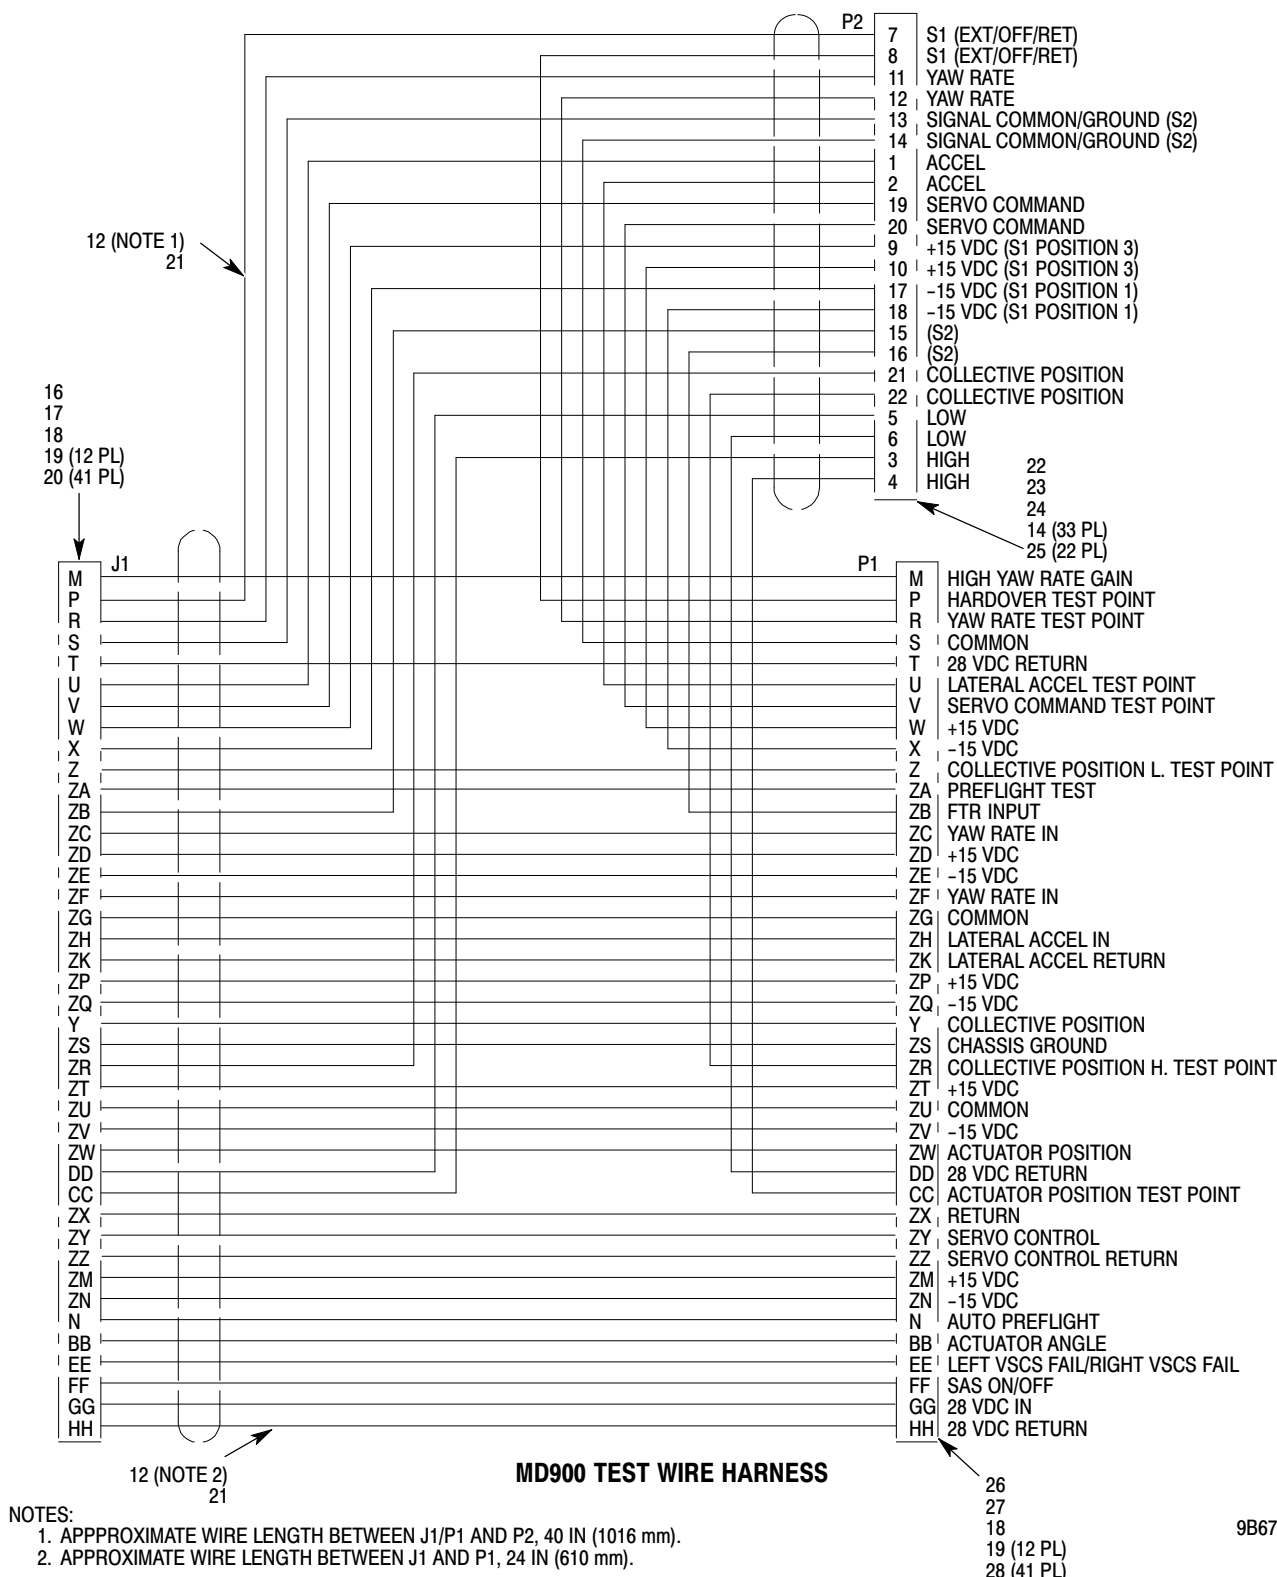 P2
7 S1 (EXT/OFF/RET)
8 S1 (EXT/OFF/RET)
11 YAW RATE
12 YAW RATE
13 SIGNAL COMMON/GROUND (S2)
14 SIGNAL COMMON/GROUND (S2)
1 ACCEL
2 ACCEL
19 SERVO COMMAND
20 SERVO COMMAND
9 +15 VDC (S1 POSITION 3)
10 +15 VDC (S1 POSITION 3)
17 -15 VDC (S1 POSITION 1)
18 -15 VDC (S1 POSITION 1)
15 (S2)
16 (S2)
21 COLLECTIVE POSITION
22 COLLECTIVE POSITION
5 LOW
6 LOW
3 HIGH
4 HIGH
12 (NOTE 1)
21
16
17
18
19 (12 PL)
20 (41 PL)
22
23
24
14 (33 PL)
25 (22 PL)
J1 P1
M M HIGH YAW RATE GAIN
P P HARDOVER TEST POINT
R R YAW RATE TEST POINT
S S COMMON
T T 28 VDC RETURN
U U LATERAL ACCEL TEST POINT
V V SERVO COMMAND TEST POINT
W W +15 VDC
X X -15 VDC
Z Z COLLECTIVE POSITION L. TEST POINT
ZA ZA PREFLIGHT TEST
ZB ZB FTR INPUT
ZC ZC YAW RATE IN
ZD ZD +15 VDC
ZE ZE -15 VDC
ZF ZF YAW RATE IN
ZG ZG COMMON
ZH ZH LATERAL ACCEL IN
ZK ZK LATERAL ACCEL RETURN
ZP ZP +15 VDC
ZQ ZQ -15 VDC
Y Y COLLECTIVE POSITION
ZS ZS CHASSIS GROUND
ZR ZR COLLECTIVE POSITION H. TEST POINT
ZT ZT +15 VDC
ZU ZU COMMON
ZV ZV -15 VDC
ZW ZW ACTUATOR POSITION
DD DD 28 VDC RETURN
CC CC ACTUATOR POSITION TEST POINT
ZX ZX RETURN
ZY ZY SERVO CONTROL
ZZ ZZ SERVO CONTROL RETURN
ZM ZM +15 VDC
ZN ZN -15 VDC
N N AUTO PREFLIGHT
BB BB ACTUATOR ANGLE
EE EE LEFT VSCS FAIL/RIGHT VSCS FAIL
FF FF SAS ON/OFF
GG GG 28 VDC IN
HH HH 28 VDC RETURN
12 (NOTE 2)
21
MD900 TEST WIRE HARNESS
26
27
18
19 (12 PL)
28 (41 PL)
NOTES:
1. APPPROXIMATE WIRE LENGTH BETWEEN J1/P1 AND P2, 40 IN (1016 mm).
2. APPROXIMATE WIRE LENGTH BETWEEN J1 AND P1, 24 IN (610 mm).
9B67